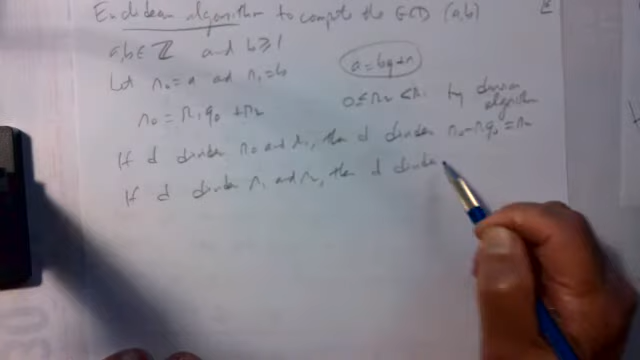 Euclidean algorithm to compute the GCD (a,b)
a,b ∈ ℤ and b ≥ 1
Let r₀ = a and r₁ = b
a = bq + r
r₀ = r₁q₀ + r₂
0 ≤ r₂ < r₁ by division algorithm
If d divides r₀ and r₁, then d divides r₀ - r₁q₀ = r₂
If d divides r₁ and r₂, then d divides